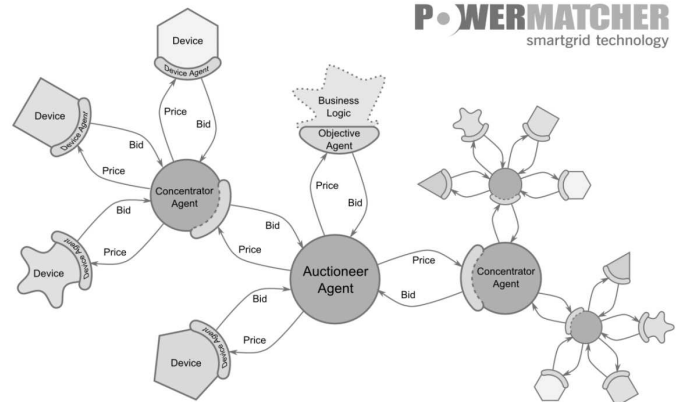 POWERMATCHER
smartgrid technology
Device
Device Agent
Price
Bid
Device
Device Agent
Bid
Price
Concentrator
Agent
Bid
Price
Device
Device Agent
Business
Logic
Objective
Agent
Price
Bid
Bid
Price
Auctioneer
Agent
Price
Bid
Concentrator
Agent
Bid
Price
Device
Device Agent